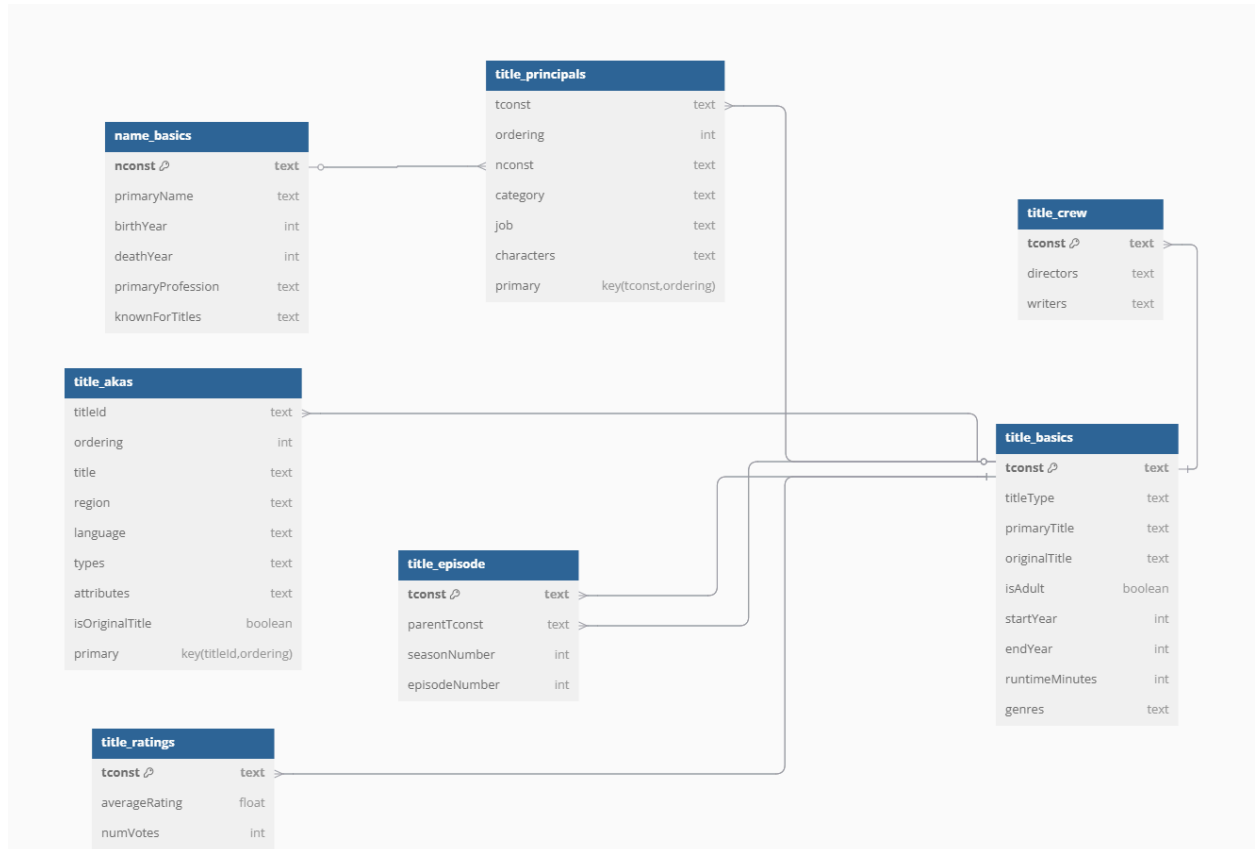 title_principals
tconst text
ordering int
nconst text
category text
job text
characters text
primary key(tconst,ordering)
name_basics
nconst text
primaryName text
birthYear int
deathYear int
primaryProfession text
knownForTitles text
title_crew
tconst text
directors text
writers text
title_akas
titleId text
ordering int
title text
region text
language text
types text
attributes text
isOriginalTitle boolean
primary key(titleId,ordering)
title_basics
tconst text
titleType text
primaryTitle text
originalTitle text
isAdult boolean
startYear int
endYear int
runtimeMinutes int
genres text
title_episode
tconst text
parentTconst text
seasonNumber int
episodeNumber int
title_ratings
tconst text
averageRating float
numVotes int